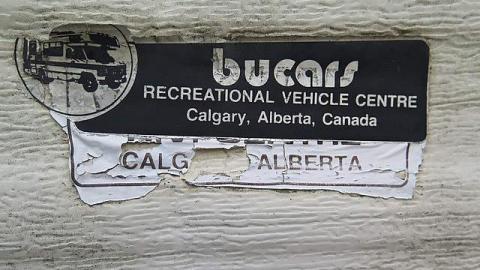 bucars
RECREATIONAL VEHICLE CENTRE
Calgary, Alberta, Canada
CALG ALBERTA